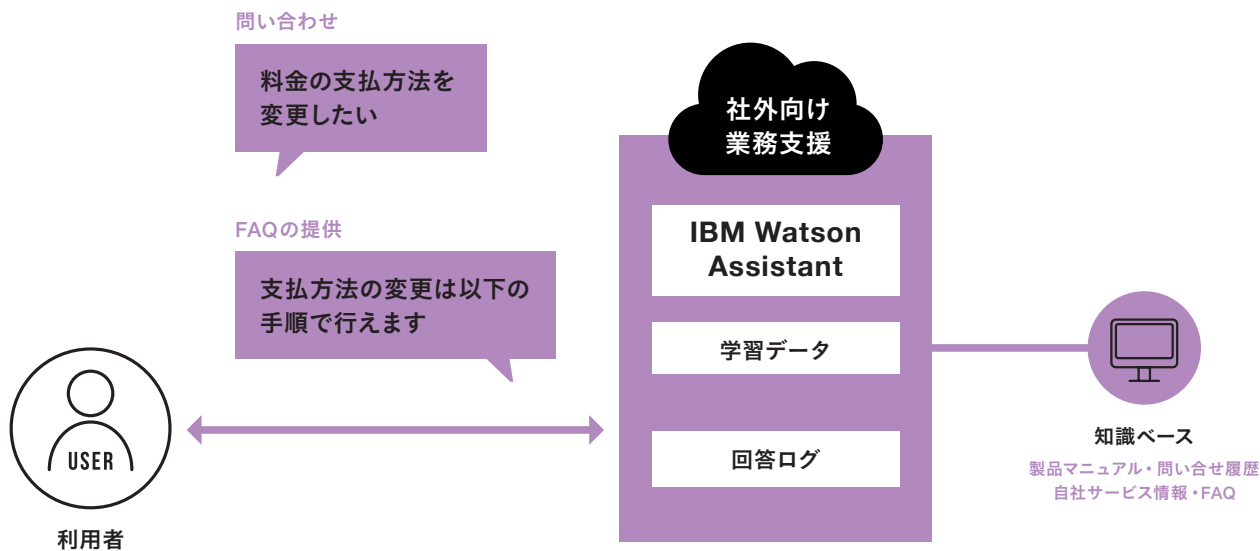 問い合わせ
料金の支払方法を
変更したい
FAQの提供
支払方法の変更は以下の
手順で行えます
USER
利用者
社外向け
業務支援
IBM Watson
Assistant
学習データ
回答ログ
知識ベース
製品マニュアル・問い合せ履歴
自社サービス情報・FAQ